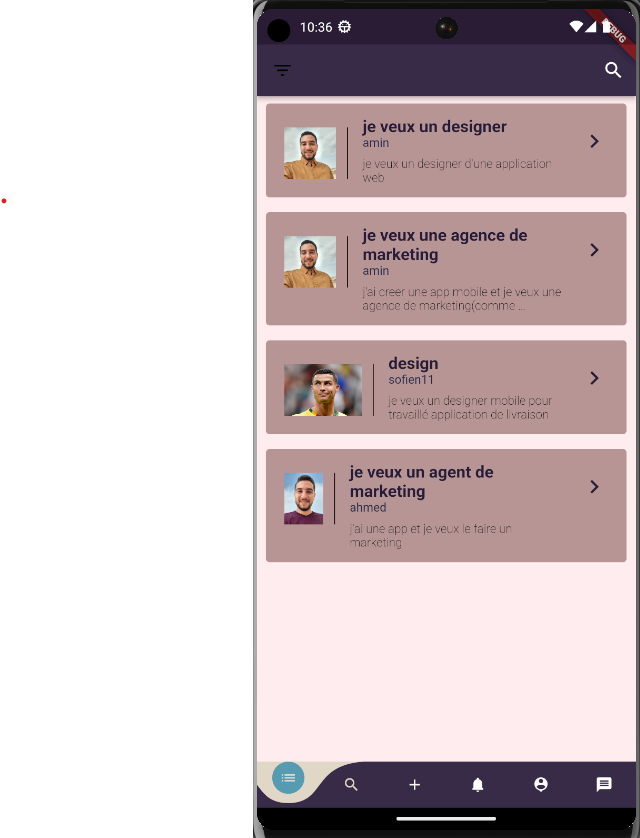 10:36
DEBUG
je veux un designer
amin
je veux un designer d'une application
web
je veux une agence de
marketing
amin
j'ai creer une app mobile et je veux une
agence de marketing(comme ...
design
sofien11
je veux un designer mobile pour
travaillé application de livraison
je veux un agent de
marketing
ahmed
j'ai une app et je veux le faire un
marketing